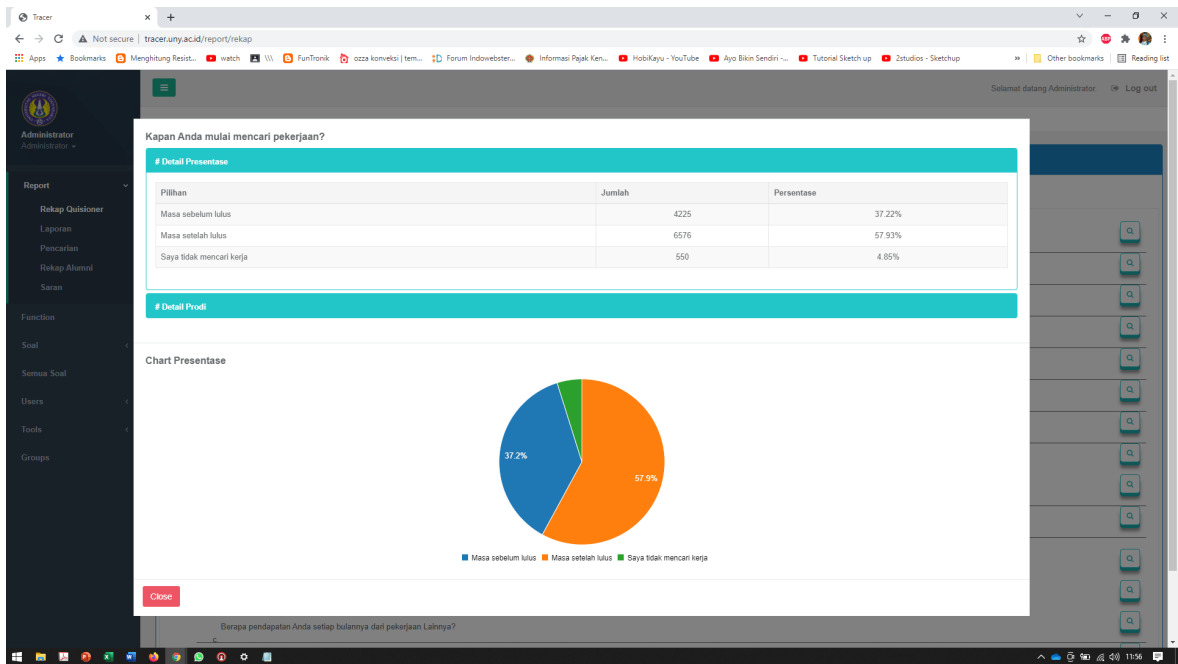 Tracer
Not secure | tracer.uny.ac.id/report/rekap
Apps Bookmarks Menghitung Resist... watch \\\ FunTronik ozza konveksi | tem... Forum Indowebster... Informasi Pajak Ken... HobiKayu - YouTube Ayo Bikin Sendiri -... Tutorial Sketch up 2studios - Sketchup » Other bookmarks Reading list
Selamat datang Administrator. Log out
Administrator
Administrator
Report
Rekap Quisioner
Laporan
Pencarian
Rekap Alumni
Saran
Function
Soal
Semua Soal
Users
Tools
Groups
Kapan Anda mulai mencari pekerjaan?
# Detail Presentase
Pilihan Jumlah Persentase
Masa sebelum lulus 4225 37.22%
Masa setelah lulus 6576 57.93%
Saya tidak mencari kerja 550 4.85%
# Detail Prodi
Chart Presentase
37.2%
57.9%
Masa sebelum lulus Masa setelah lulus Saya tidak mencari kerja
Close
Berapa pendapatan Anda setiap bulannya dari pekerjaan Lainnya?
c.
11:56